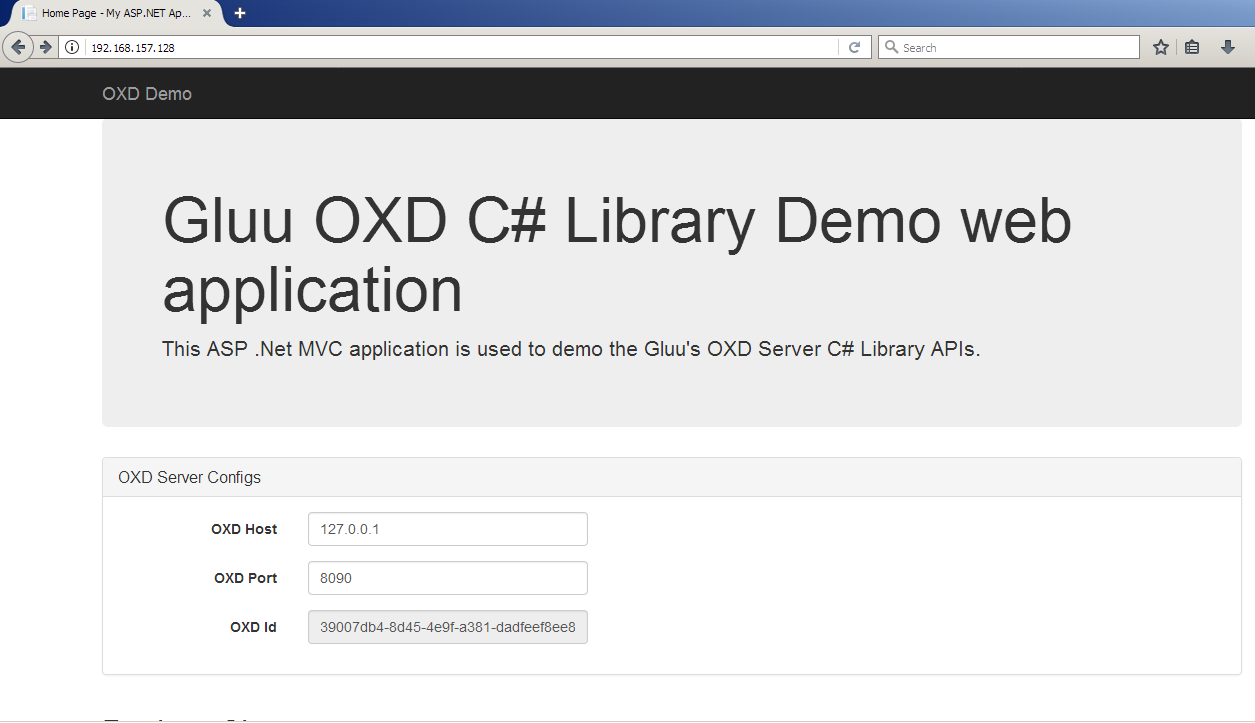 Home Page - My ASP.NET Ap...
192.168.157.128
Search
OXD Demo
Gluu OXD C# Library Demo web
application
This ASP .Net MVC application is used to demo the Gluu's OXD Server C# Library APIs.
OXD Server Configs
OXD Host 127.0.0.1
OXD Port 8090
OXD Id 39007db4-8d45-4e9f-a381-dadfeef8ee8